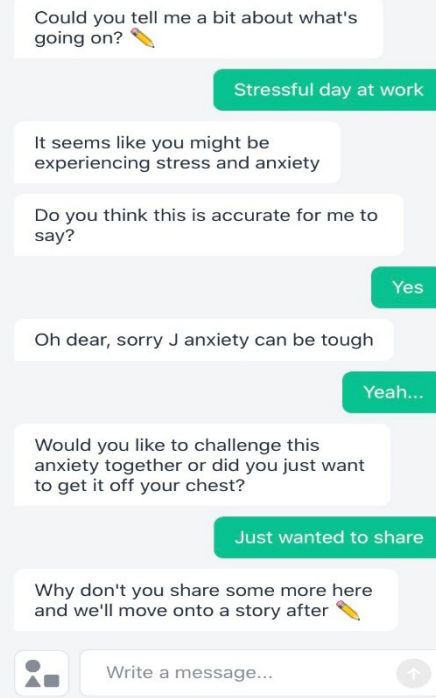 Could you tell me a bit about what's
going on? ✏️
Stressful day at work
It seems like you might be
experiencing stress and anxiety
Do you think this is accurate for me to
say?
Yes
Oh dear, sorry J anxiety can be tough
Yeah...
Would you like to challenge this
anxiety together or did you just want
to get it off your chest?
Just wanted to share
Why don't you share some more here
and we'll move onto a story after ✏️
Write a message...